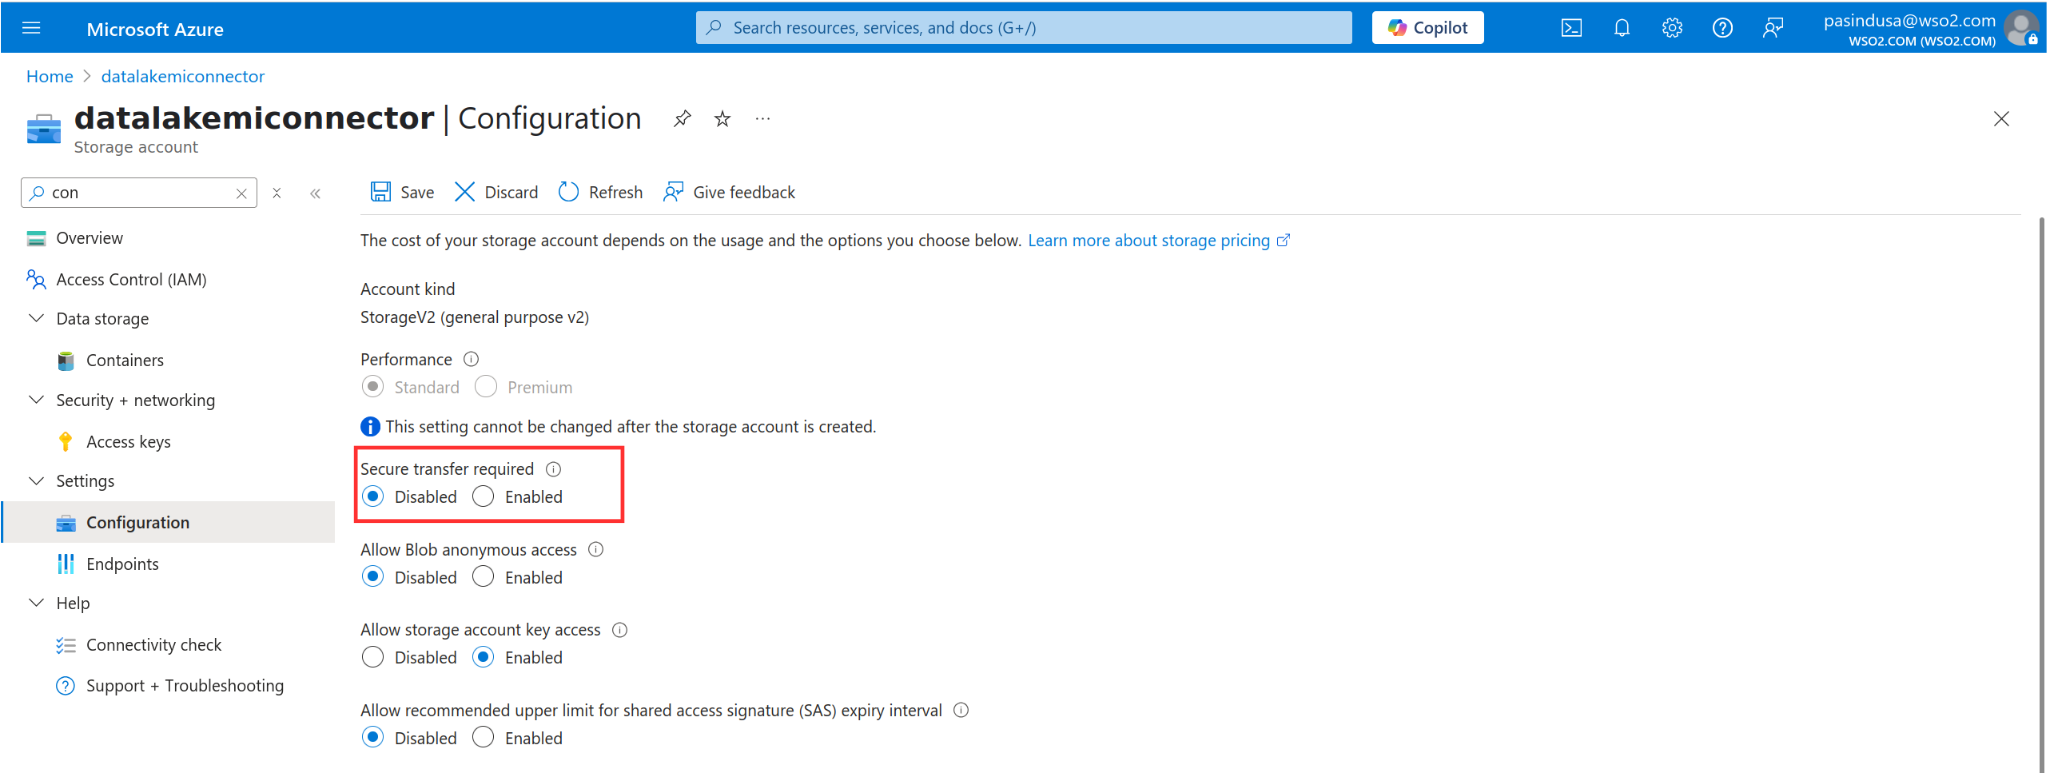 Microsoft Azure
Search resources, services, and docs (G+/)
Copilot
pasindusa@wso2.com
WSO2.COM (WSO2.COM)
Home > datalakemiconnector
datalakemiconnector | Configuration
Storage account
con
Save
Discard
Refresh
Give feedback
Overview
Access Control (IAM)
Data storage
Containers
Security + networking
Access keys
Settings
Configuration
Endpoints
Help
Connectivity check
Support + Troubleshooting
The cost of your storage account depends on the usage and the options you choose below. Learn more about storage pricing
Account kind
StorageV2 (general purpose v2)
Performance
Standard Premium
This setting cannot be changed after the storage account is created.
Secure transfer required
Disabled Enabled
Allow Blob anonymous access
Disabled Enabled
Allow storage account key access
Disabled Enabled
Allow recommended upper limit for shared access signature (SAS) expiry interval
Disabled Enabled